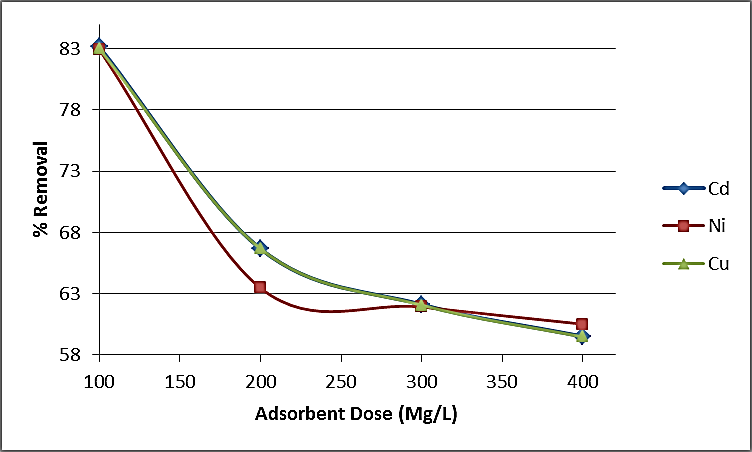 83
78
73
68
63
58
% Removal
100 150 200 250 300 350 400
Adsorbent Dose (Mg/L)
Cd
Ni
Cu